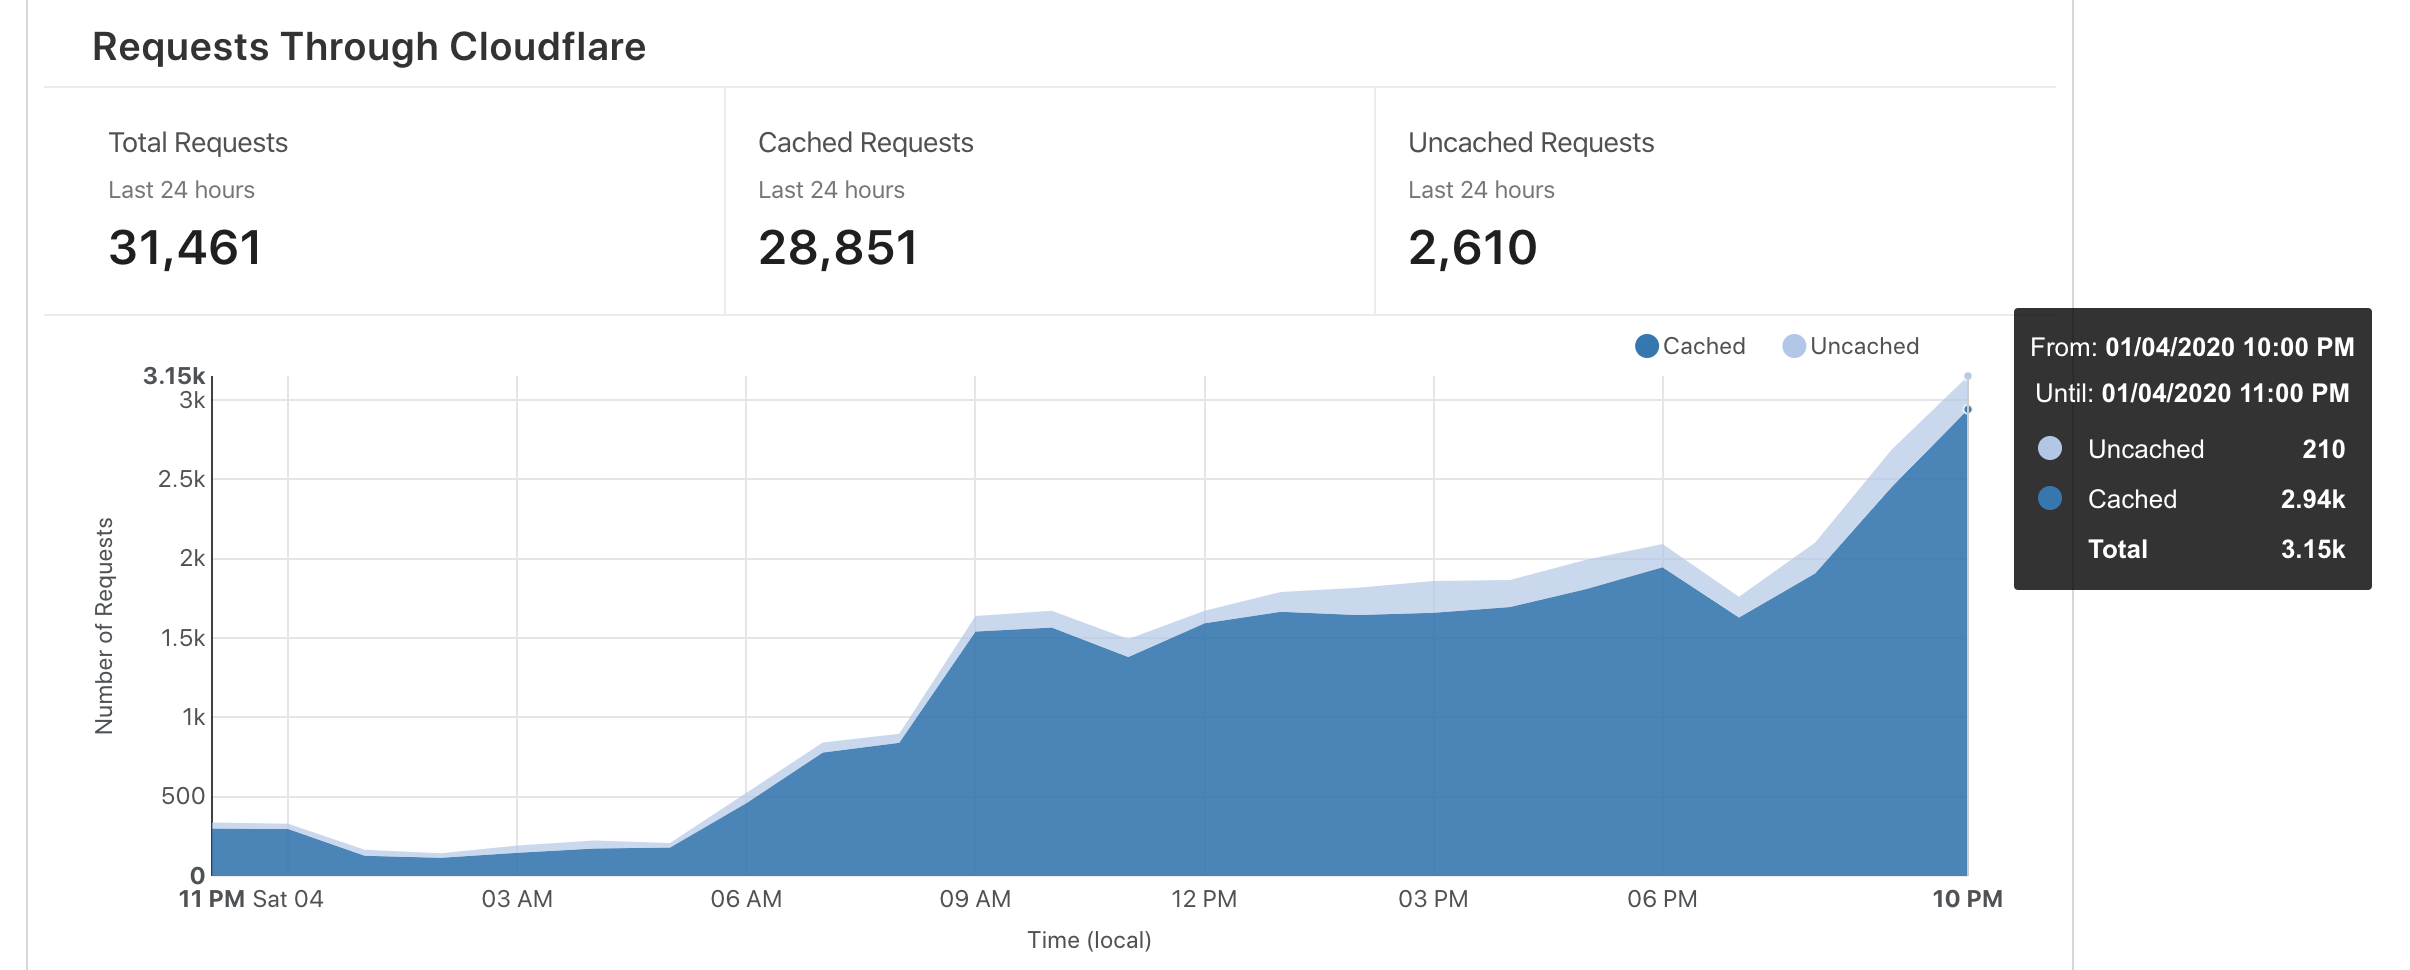 Requests Through Cloudflare
Total Requests
Last 24 hours
31,461
Cached Requests
Last 24 hours
28,851
Uncached Requests
Last 24 hours
2,610
Cached Uncached
3.15k
3k
2.5k
2k
1.5k
1k
500
0
Number of Requests
11 PM Sat 04 03 AM 06 AM 09 AM 12 PM 03 PM 06 PM 10 PM
Time (local)
From: 01/04/2020 10:00 PM
Until: 01/04/2020 11:00 PM
Uncached 210
Cached 2.94k
Total 3.15k